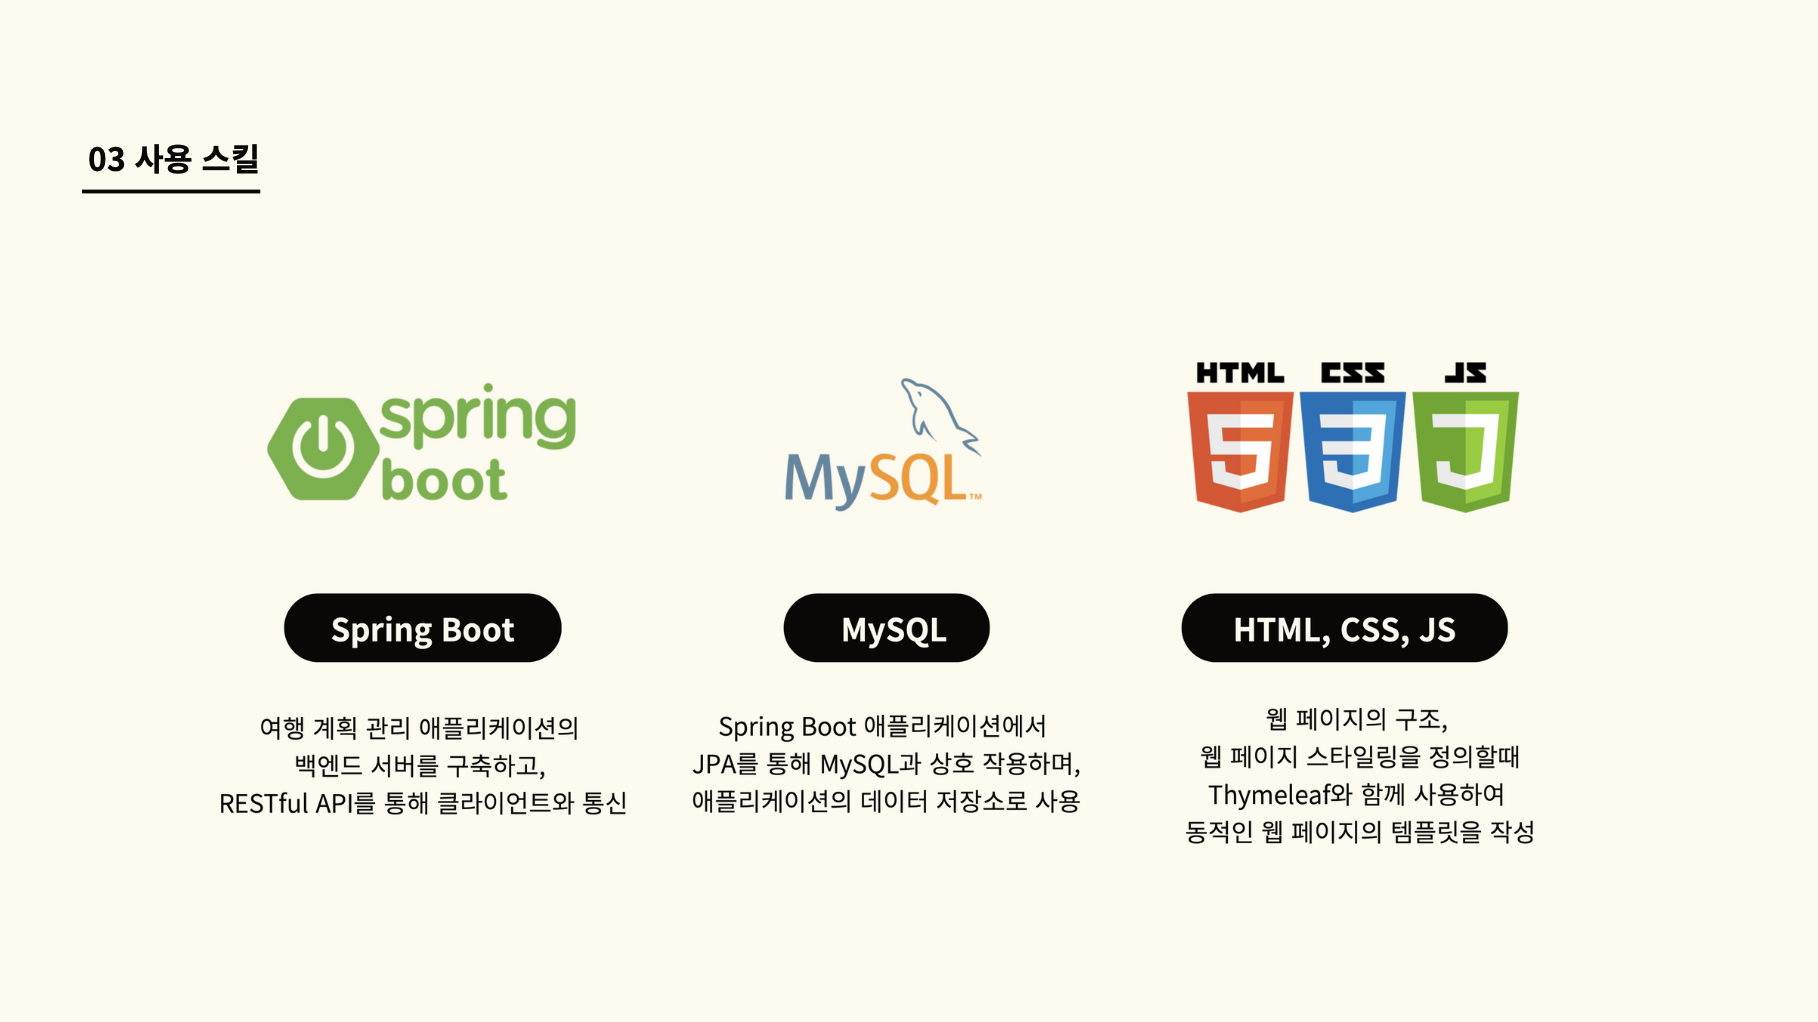 03 사용 스킬
spring
boot
MySQL™
HTML CSS JS
5 3 J
Spring Boot
MySQL
HTML, CSS, JS
여행 계획 관리 애플리케이션의
백엔드 서버를 구축하고,
RESTful API를 통해 클라이언트와 통신
Spring Boot 애플리케이션에서
JPA를 통해 MySQL과 상호 작용하며,
애플리케이션의 데이터 저장소로 사용
웹 페이지의 구조,
웹 페이지 스타일링을 정의할때
Thymeleaf와 함께 사용하여
동적인 웹 페이지의 템플릿을 작성